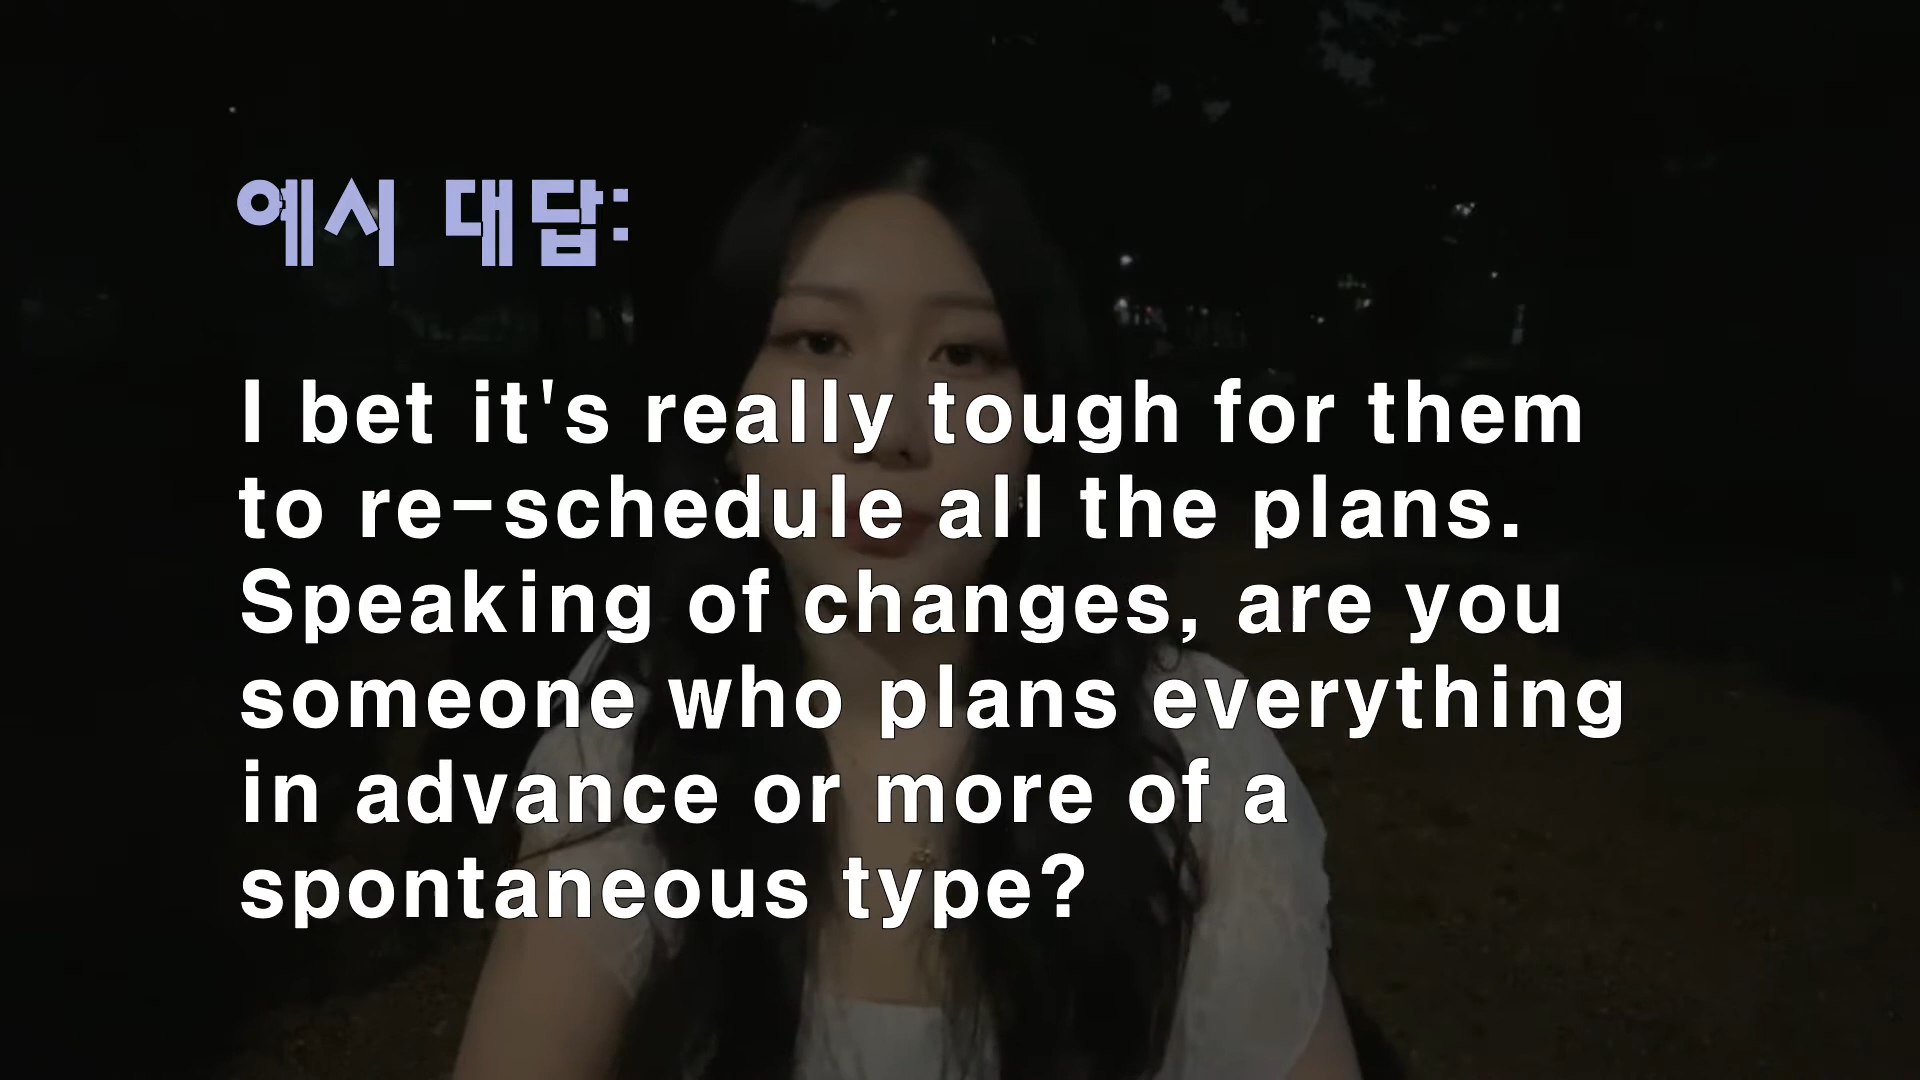 예시 대답:
I bet it's really tough for them
to re-schedule all the plans.
Speaking of changes, are you
someone who plans everything
in advance or more of a
spontaneous type?